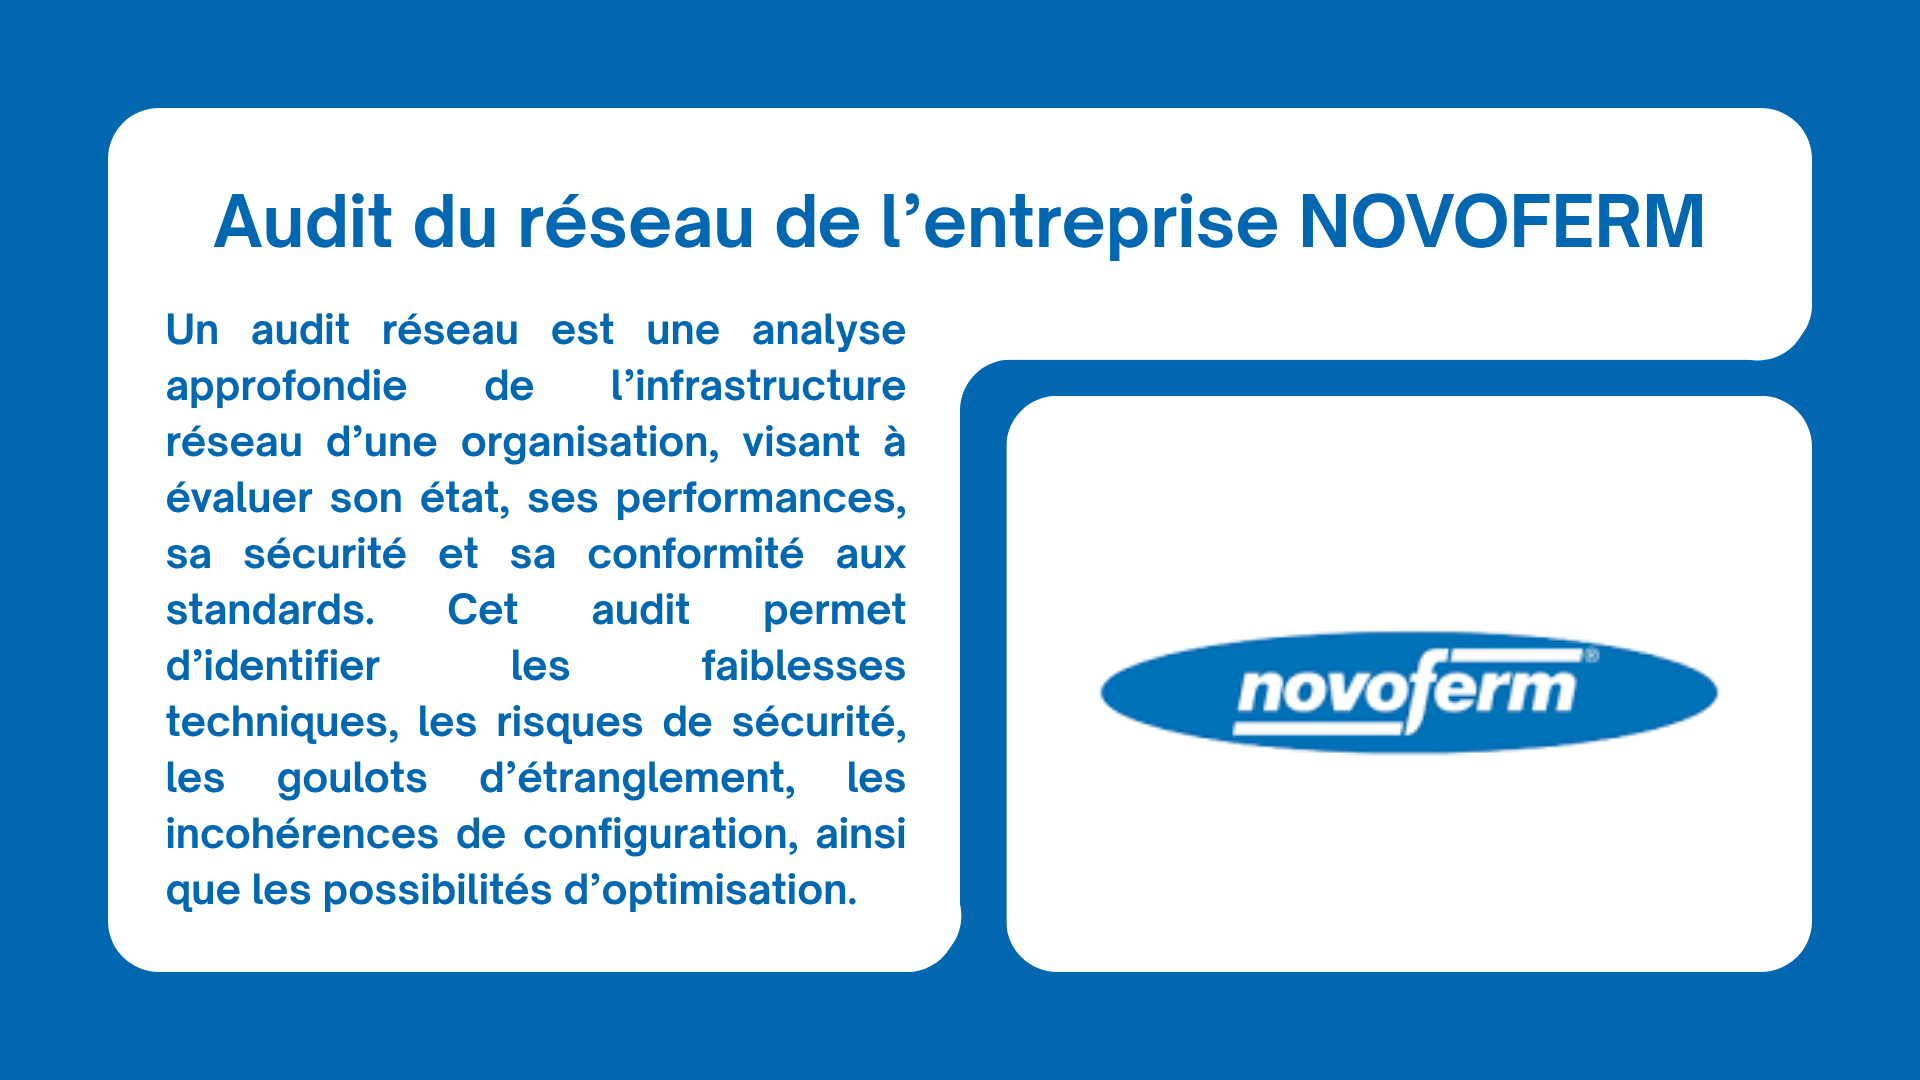 Audit du réseau de l’entreprise NOVOFERM
Un audit réseau est une analyse
approfondie de l’infrastructure
réseau d’une organisation, visant à
évaluer son état, ses performances,
sa sécurité et sa conformité aux
standards. Cet audit permet
d’identifier les faiblesses
techniques, les risques de sécurité,
les goulots d’étranglement, les
incohérences de configuration, ainsi
que les possibilités d’optimisation.
novoferm®